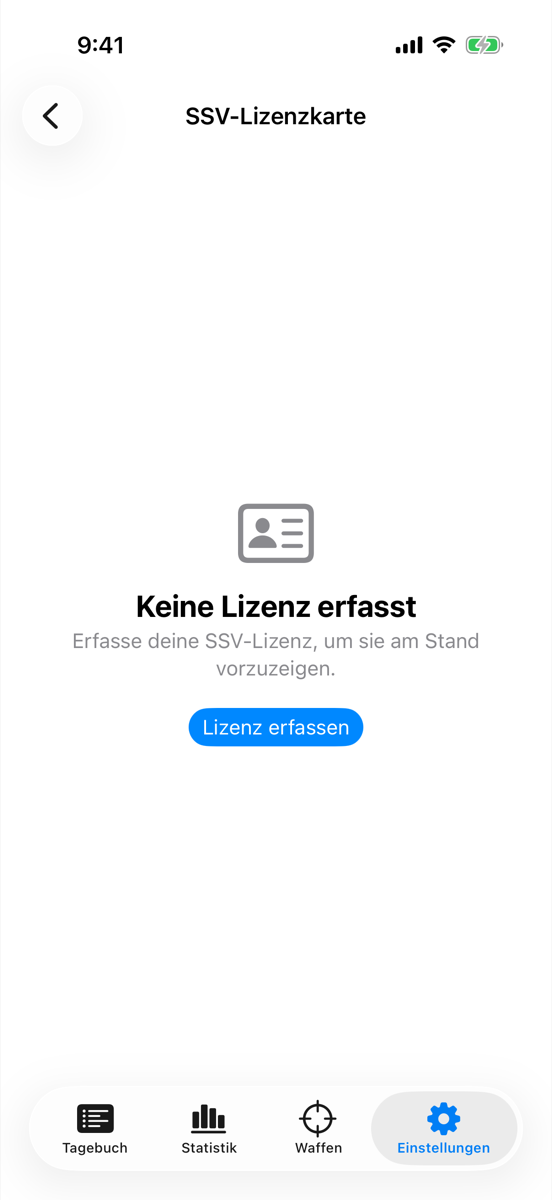 9:41
SSV-Lizenzkarte
Keine Lizenz erfasst
Erfasse deine SSV-Lizenz, um sie am Stand
vorzuzeigen.
Lizenz erfassen
Tagebuch
Statistik
Waffen
Einstellungen